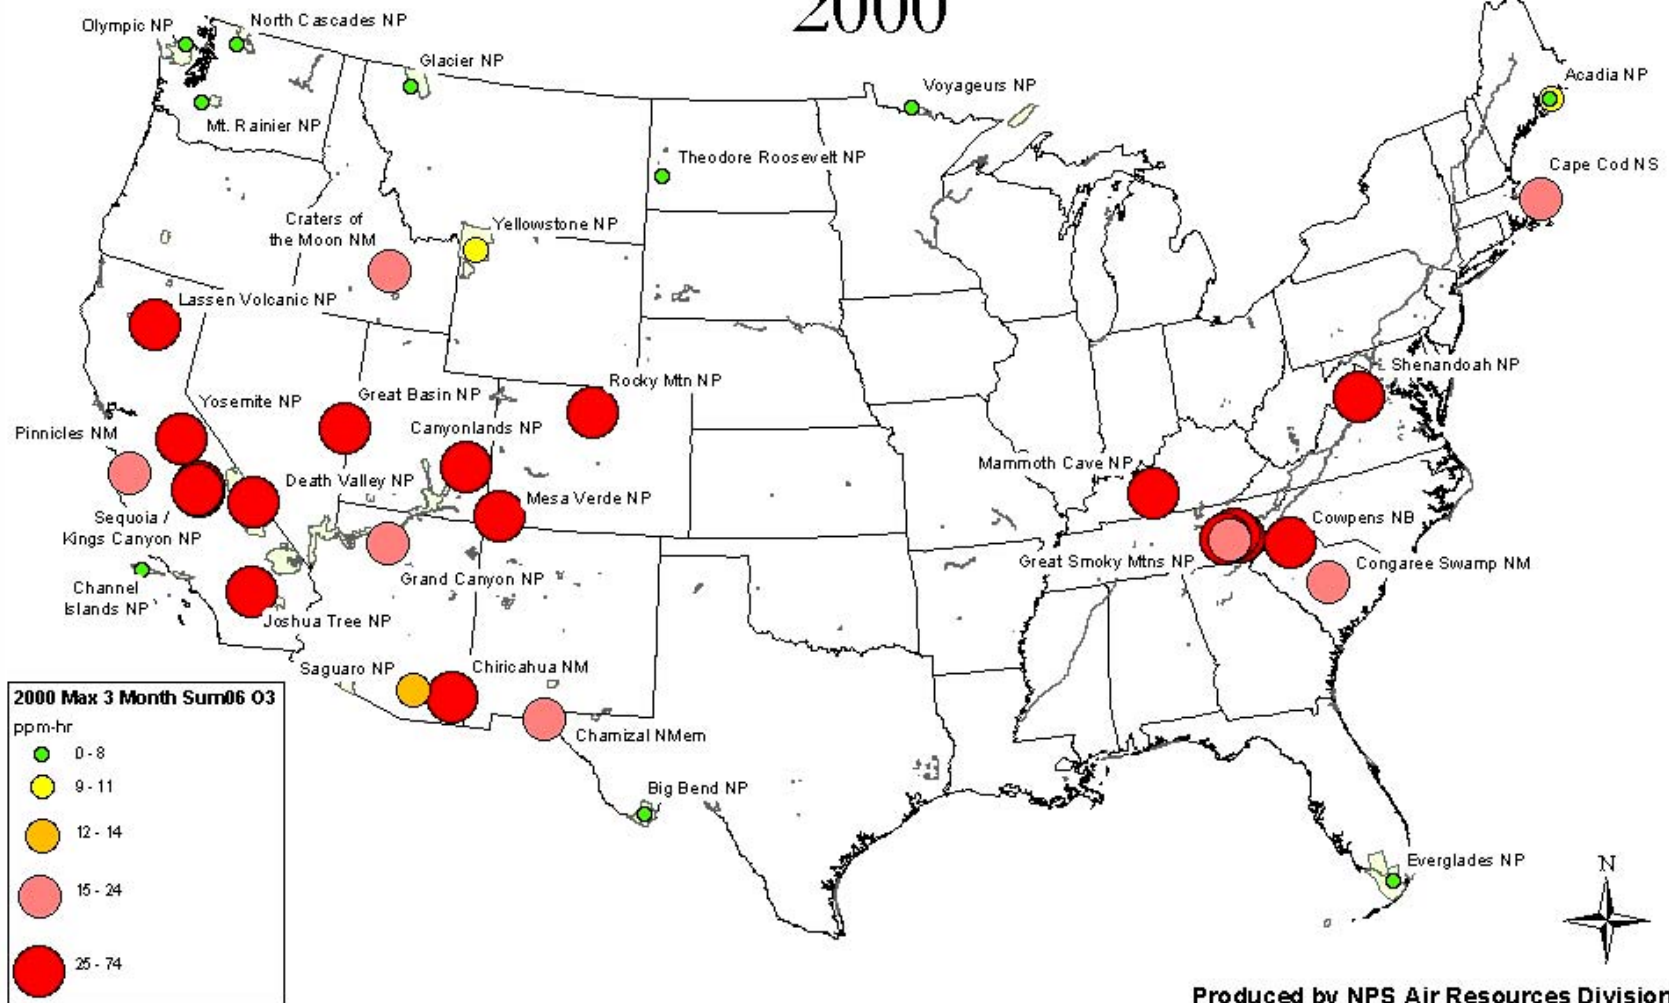 2000
Olympic NP
North Cascades NP
Glacier NP
Voyageurs NP
Acadia NP
Mt. Rainier NP
Theodore Roosevelt NP
Cape Cod NS
Craters of
the Moon NM
Yellowstone NP
Lassen Volcanic NP
Shenandoah NP
Rocky Mtn NP
Yosemite NP
Great Basin NP
Canyonlands NP
Pinnicles NM
Mammoth Cave NP
Death Valley NP
Mesa Verde NP
Sequoia /
Kings Canyon NP
Cowpens NB
Great Smoky Mtns NP
Congaree Swamp NM
Grand Canyon NP
Channel
Islands NP
Joshua Tree NP
Saguaro NP
Chiricahua NM
Chamizal NMem
Big Bend NP
Everglades NP
2000 Max 3 Month Sum06 O3
ppm-hr
0 - 8
9 - 11
12 - 14
15 - 24
25 - 74
N
Produced by NPS Air Resources Division